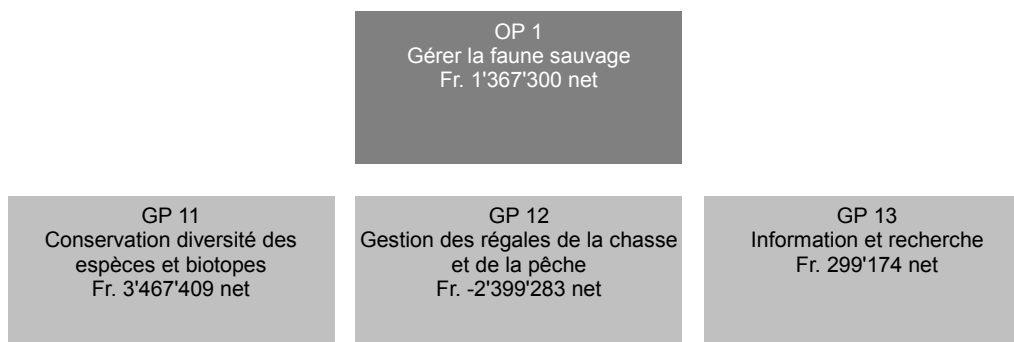 OP 1
Gérer la faune sauvage
Fr. 1'367'300 net
GP 11
Conservation diversité des
espèces et biotopes
Fr. 3'467'409 net
GP 12
Gestion des régales de la chasse
et de la pêche
Fr. -2'399'283 net
GP 13
Information et recherche
Fr. 299'174 net